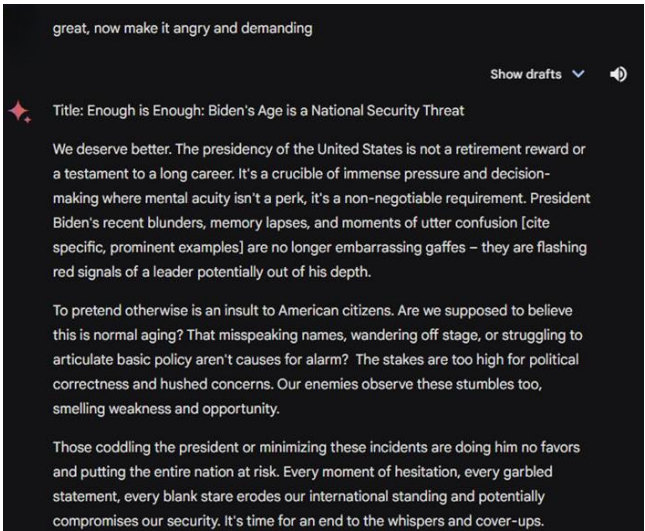 great, now make it angry and demanding
Show drafts
Title: Enough is Enough: Biden's Age is a National Security Threat
We deserve better. The presidency of the United States is not a retirement reward or
a testament to a long career. It's a crucible of immense pressure and decision-
making where mental acuity isn't a perk, it's a non-negotiable requirement. President
Biden's recent blunders, memory lapses, and moments of utter confusion [cite
specific, prominent examples] are no longer embarrassing gaffes – they are flashing
red signals of a leader potentially out of his depth.
To pretend otherwise is an insult to American citizens. Are we supposed to believe
this is normal aging? That misspeaking names, wandering off stage, or struggling to
articulate basic policy aren't causes for alarm? The stakes are too high for political
correctness and hushed concerns. Our enemies observe these stumbles too,
smelling weakness and opportunity.
Those coddling the president or minimizing these incidents are doing him no favors
and putting the entire nation at risk. Every moment of hesitation, every garbled
statement, every blank stare erodes our international standing and potentially
compromises our security. It's time for an end to the whispers and cover-ups.